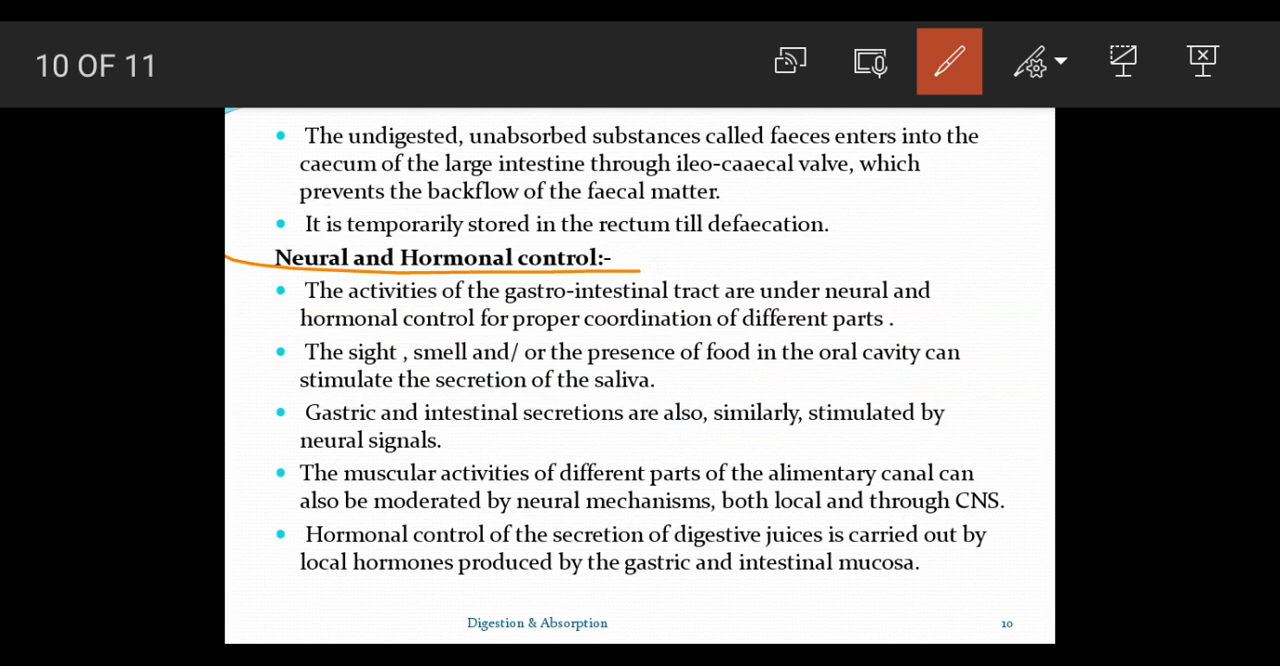 10 OF 11
The undigested, unabsorbed substances called faeces enters into the
caecum of the large intestine through ileo-caaecal valve, which
prevents the backflow of the faecal matter.
It is temporarily stored in the rectum till defaecation.
Neural and Hormonal control:-
The activities of the gastro-intestinal tract are under neural and
hormonal control for proper coordination of different parts .
The sight , smell and/ or the presence of food in the oral cavity can
stimulate the secretion of the saliva.
Gastric and intestinal secretions are also, similarly, stimulated by
neural signals.
The muscular activities of different parts of the alimentary canal can
also be moderated by neural mechanisms, both local and through CNS.
Hormonal control of the secretion of digestive juices is carried out by
local hormones produced by the gastric and intestinal mucosa.
Digestion & Absorption
10